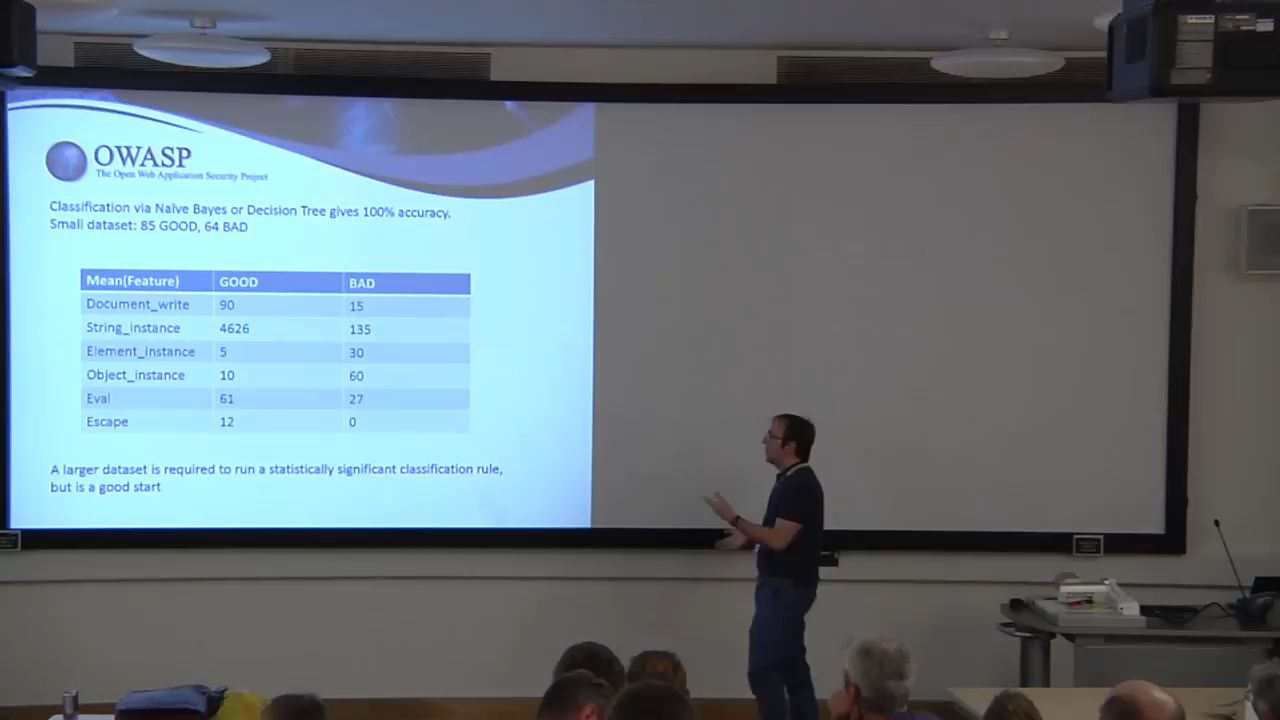 OWASP
The Open Web Application Security Project
Classification via Naïve Bayes or Decision Tree gives 100% accuracy.
Small dataset: 85 GOOD, 64 BAD
Mean(Feature) GOOD BAD
Document_write 90 15
String_instance 4626 135
Element_instance 5 30
Object_instance 10 60
Eval 61 27
Escape 12 0
A larger dataset is required to run a statistically significant classification rule,
but is a good start